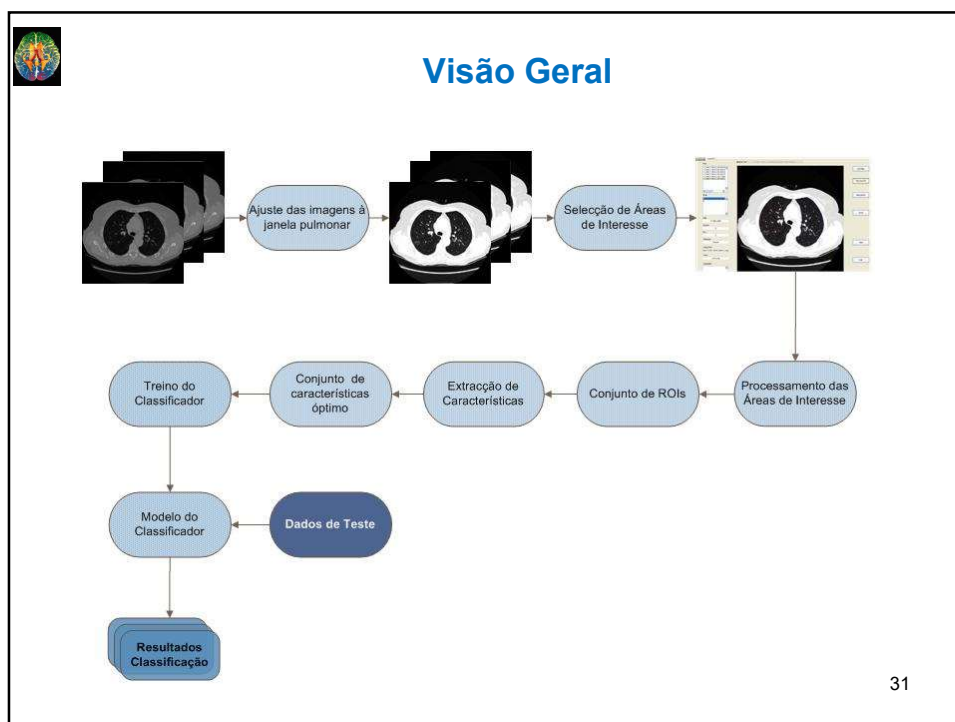 Visão Geral
Ajuste das imagens à
janela pulmonar
Selecção de Áreas
de Interesse
Treino do
Classificador
Conjunto de
características
óptimo
Extracção de
Características
Conjunto de ROIs
Processamento das
Áreas de Interesse
Modelo do
Classificador
Dados de Teste
Resultados
Classificação
31